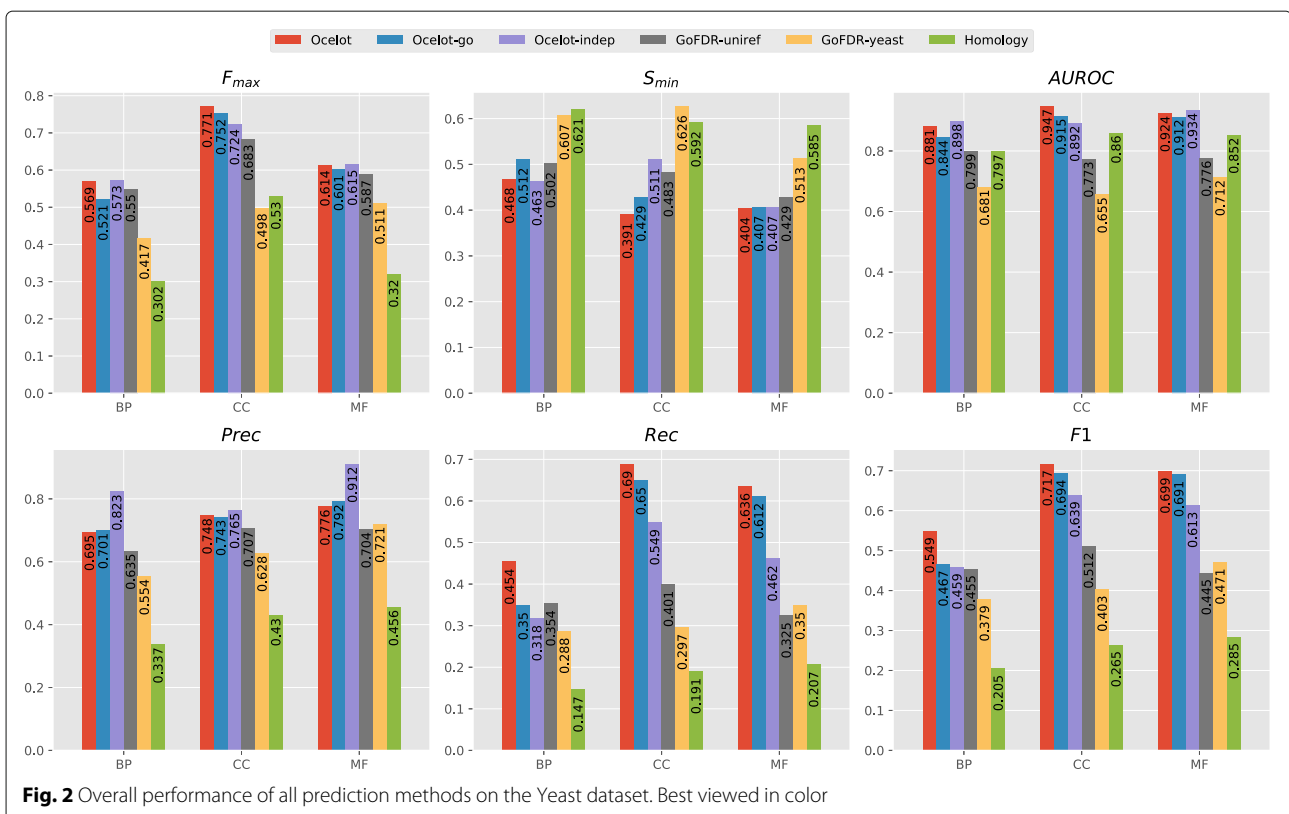 Ocelot Ocelot-go Ocelot-indep GoFDR-uniref GoFDR-yeast Homology
F_max
0.8
0.7
0.6
0.5
0.4
0.3
0.2
0.1
0.0
0.569 0.521 0.573 0.55 0.417 0.302
0.771 0.752 0.724 0.683 0.498 0.53
0.614 0.601 0.615 0.587 0.511 0.32
BP CC MF
S_min
0.6
0.5
0.4
0.3
0.2
0.1
0.0
0.468 0.512 0.463 0.502 0.607 0.621
0.391 0.429 0.511 0.483 0.626 0.592
0.404 0.407 0.407 0.429 0.513 0.585
BP CC MF
AUROC
0.8
0.6
0.4
0.2
0.0
0.881 0.844 0.898 0.799 0.681 0.797
0.947 0.915 0.892 0.773 0.655 0.86
0.924 0.912 0.934 0.776 0.712 0.852
BP CC MF
Prec
0.8
0.6
0.4
0.2
0.0
0.695 0.701 0.823 0.635 0.554 0.337
0.748 0.743 0.765 0.707 0.628 0.43
0.776 0.792 0.912 0.704 0.721 0.456
BP CC MF
Rec
0.7
0.6
0.5
0.4
0.3
0.2
0.1
0.0
0.454 0.35 0.318 0.354 0.288 0.147
0.69 0.65 0.549 0.401 0.297 0.191
0.636 0.612 0.462 0.325 0.35 0.207
BP CC MF
F1
0.7
0.6
0.5
0.4
0.3
0.2
0.1
0.0
0.549 0.467 0.459 0.455 0.379 0.205
0.717 0.694 0.639 0.512 0.403 0.265
0.699 0.691 0.613 0.445 0.471 0.285
BP CC MF
Fig. 2 Overall performance of all prediction methods on the Yeast dataset. Best viewed in color